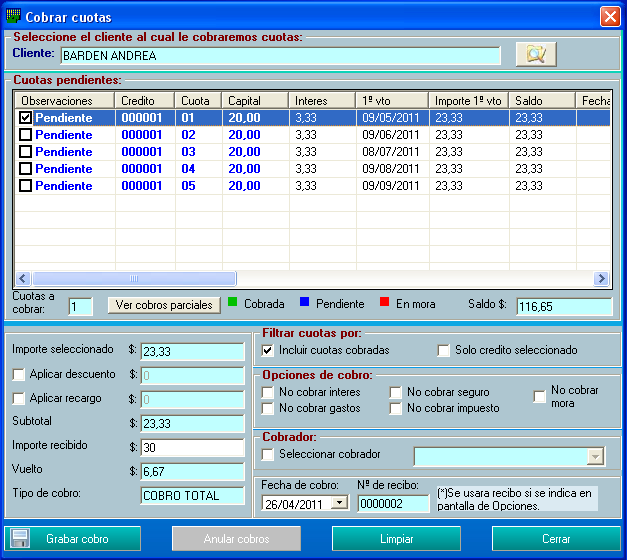 Cobrar cuotas
Seleccione el cliente al cual le cobraremos cuotas:
Cliente: BARDEN ANDREA
Cuotas pendientes:
Observaciones Credito Cuota Capital Interes 1º vto Importe 1º vto Saldo Fecha
Pendiente 000001 01 20,00 3,33 09/05/2011 23,33 23,33
Pendiente 000001 02 20,00 3,33 09/06/2011 23,33 23,33
Pendiente 000001 03 20,00 3,33 08/07/2011 23,33 23,33
Pendiente 000001 04 20,00 3,33 09/08/2011 23,33 23,33
Pendiente 000001 05 20,00 3,33 09/09/2011 23,33 23,33
Cuotas a
cobrar: 1 Ver cobros parciales Cobrada Pendiente En mora Saldo $: 116,65
Importe seleccionado $: 23,33
Aplicar descuento $: 0
Aplicar recargo $: 0
Subtotal $: 23,33
Importe recibido $: 30
Vuelto $: 6,67
Tipo de cobro: COBRO TOTAL
Filtrar cuotas por:
Incluir cuotas cobradas Solo credito seleccionado
Opciones de cobro:
No cobrar interes No cobrar seguro No cobrar
mora
No cobrar gastos No cobrar impuesto
Cobrador:
Seleccionar cobrador
Fecha de cobro: Nº de recibo:
26/04/2011 0000002 (*)Se usara recibo si se indica en
pantalla de Opciones.
Grabar cobro Anular cobros Limpiar Cerrar